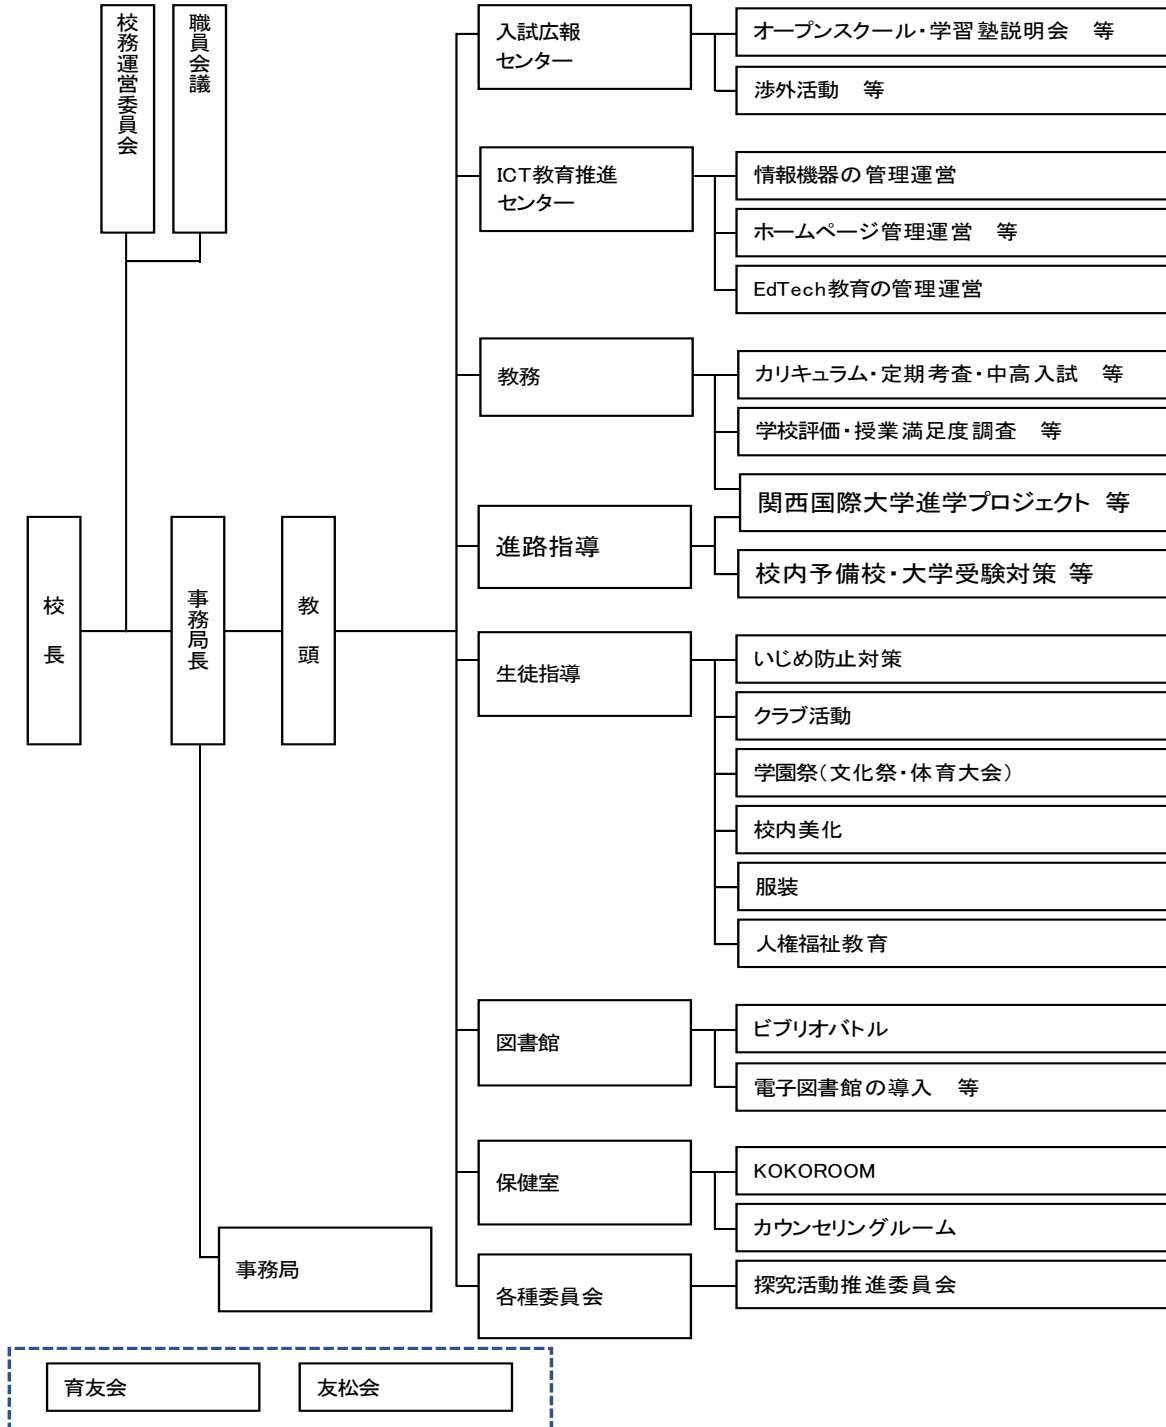 校務運営委員会
職員会議
校長
事務局長
教頭
事務局
入試広報
センター
オープンスクール・学習塾説明会　等
渉外活動　等
ICT教育推進
センター
情報機器の管理運営
ホームページ管理運営　等
EdTech教育の管理運営
教務
カリキュラム・定期考査・中高入試　等
学校評価・授業満足度調査　等
関西国際大学進学プロジェクト 等
進路指導
校内予備校・大学受験対策 等
生徒指導
いじめ防止対策
クラブ活動
学園祭（文化祭・体育大会）
校内美化
服装
人権福祉教育
図書館
ビブリオバトル
電子図書館の導入　等
保健室
KOKOROOM
カウンセリングルーム
各種委員会
探究活動推進委員会
育友会
友松会